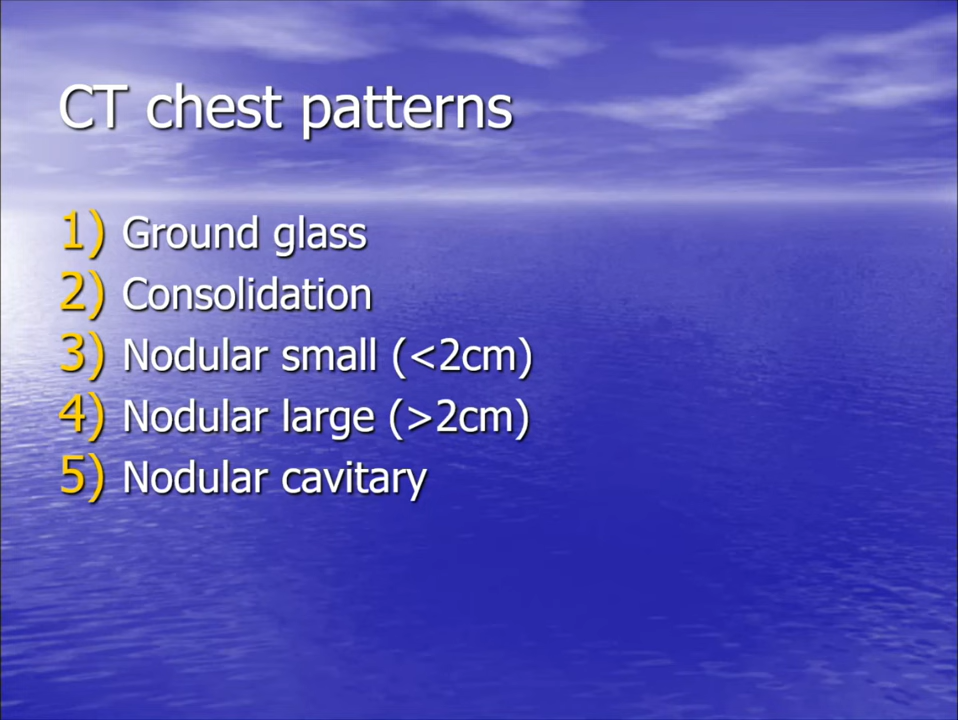 CT chest patterns
1) Ground glass
2) Consolidation
3) Nodular small (<2cm)
4) Nodular large (>2cm)
5) Nodular cavitary